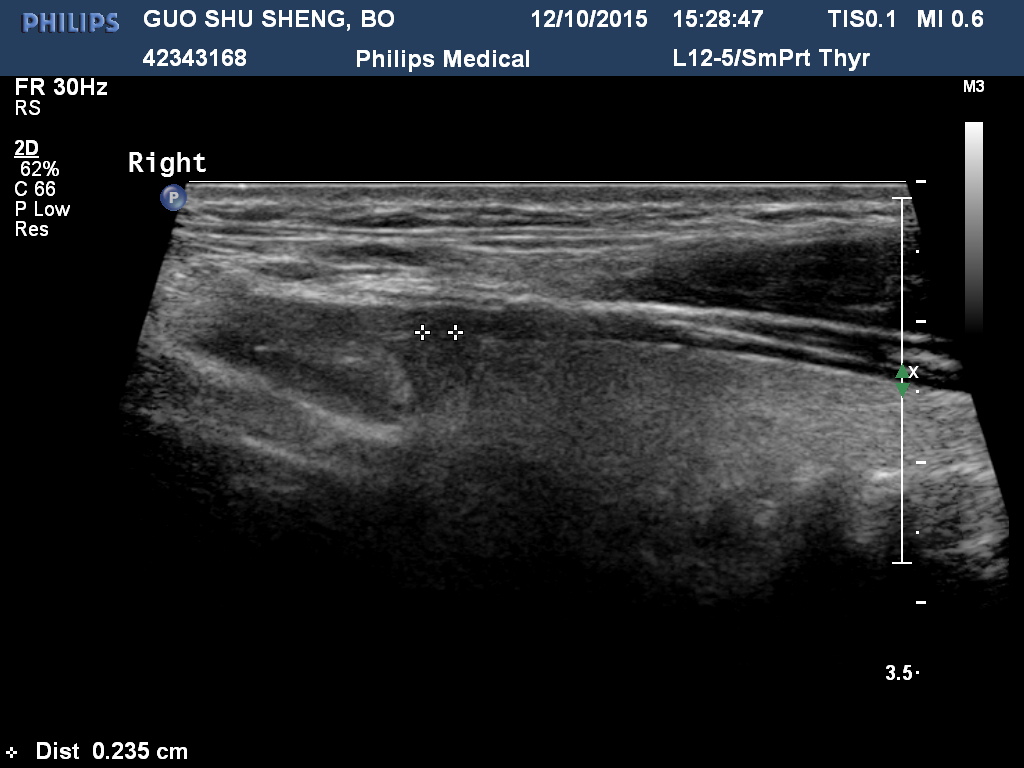 PHILIPS GUO SHU SHENG, BO 12/10/2015 15:28:47 TIS0.1 MI 0.6
42343168 Philips Medical L12-5/SmPrt Thyr
FR 30Hz
RS
M3
2D
62%
C 66
P Low
Res
Right
P
X
3.5
Dist 0.235 cm